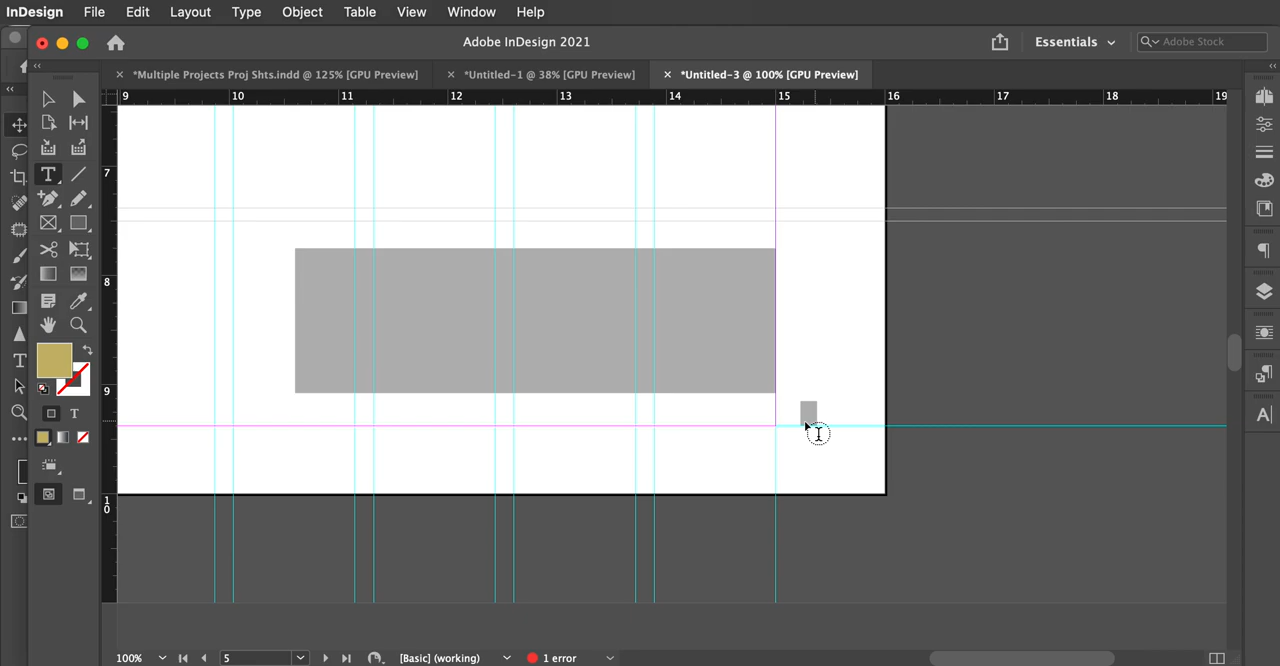 InDesign File Edit Layout Type Object Table View Window Help
Adobe InDesign 2021
Essentials
Adobe Stock
*Multiple Projects Proj Shts.indd @ 125% [GPU Preview]
*Untitled-1 @ 38% [GPU Preview]
*Untitled-3 @ 100% [GPU Preview]
9 10 11 12 13 14 15 16 17 18 19
7
8
9
1
0
T
T
T
A
100%
5
[Basic] (working)
1 error